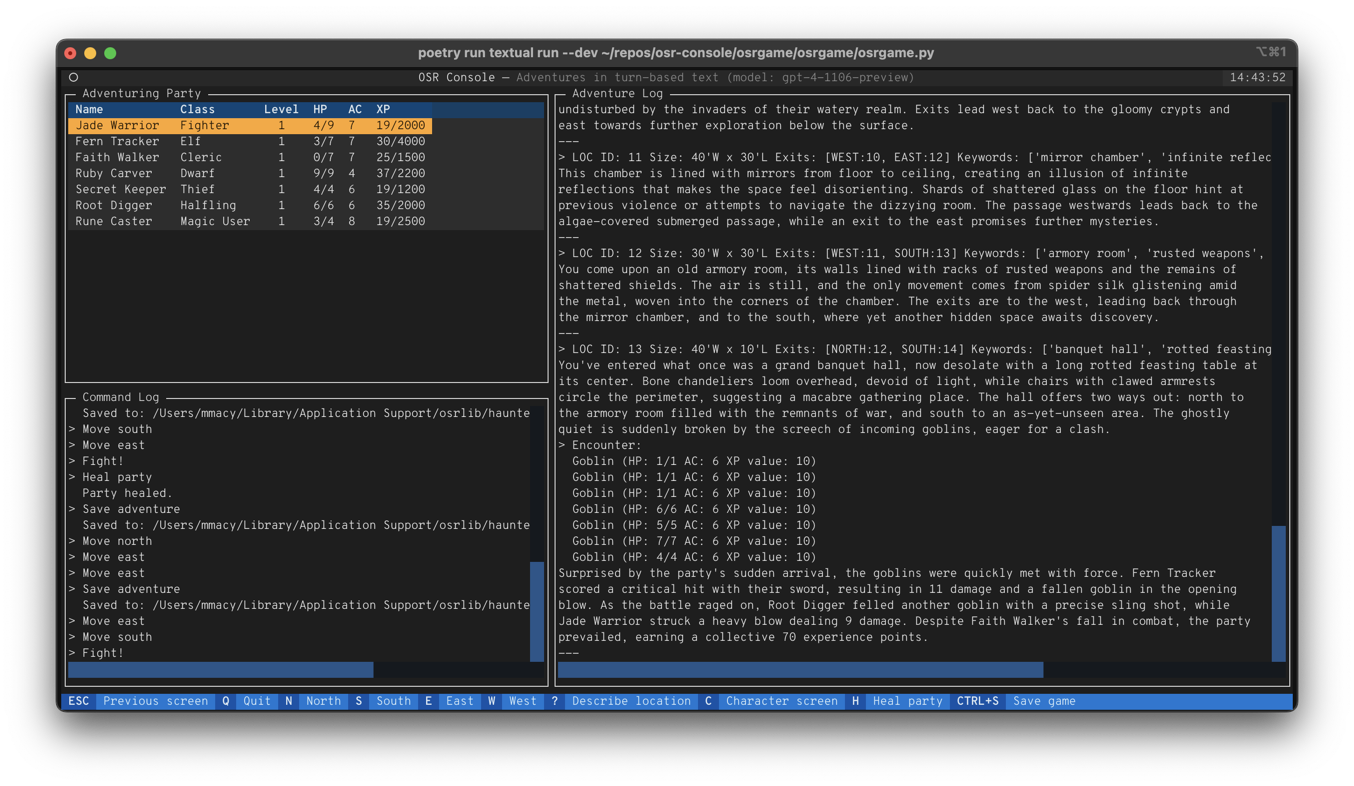 poetry run textual run --dev ~/repos/osr-console/osrgame/osrgame/osrgame.py
⌥⌘1
OSR Console — Adventures in turn-based text (model: gpt-4-1106-preview)
14:43:52
Adventuring Party
Name Class Level HP AC XP
Jade Warrior Fighter 1 4/9 7 19/2000
Fern Tracker Elf 1 3/7 7 30/4000
Faith Walker Cleric 1 0/7 7 25/1500
Ruby Carver Dwarf 1 9/9 4 37/2200
Secret Keeper Thief 1 4/4 6 19/1200
Root Digger Halfling 1 6/6 6 35/2000
Rune Caster Magic User 1 3/4 8 19/2500
Command Log
Saved to: /Users/mmacy/Library/Application Support/osrlib/haunte
> Move south
> Move east
> Fight!
> Heal party
Party healed.
> Save adventure
Saved to: /Users/mmacy/Library/Application Support/osrlib/haunte
> Move north
> Move east
> Move east
> Save adventure
Saved to: /Users/mmacy/Library/Application Support/osrlib/haunte
> Move east
> Move south
> Fight!
Adventure Log
undisturbed by the invaders of their watery realm. Exits lead west back to the gloomy crypts and
east towards further exploration below the surface.
---
> LOC ID: 11 Size: 40'W x 30'L Exits: [WEST:10, EAST:12] Keywords: ['mirror chamber', 'infinite reflec
This chamber is lined with mirrors from floor to ceiling, creating an illusion of infinite
reflections that makes the space feel disorienting. Shards of shattered glass on the floor hint at
previous violence or attempts to navigate the dizzying room. The passage westwards leads back to the
algae-covered submerged passage, while an exit to the east promises further mysteries.
---
> LOC ID: 12 Size: 30'W x 30'L Exits: [WEST:11, SOUTH:13] Keywords: ['armory room', 'rusted weapons',
You come upon an old armory room, its walls lined with racks of rusted weapons and the remains of
shattered shields. The air is still, and the only movement comes from spider silk glistening amid
the metal, woven into the corners of the chamber. The exits are to the west, leading back through
the mirror chamber, and to the south, where yet another hidden space awaits discovery.
---
> LOC ID: 13 Size: 40'W x 10'L Exits: [NORTH:12, SOUTH:14] Keywords: ['banquet hall', 'rotted feasting
You've entered what once was a grand banquet hall, now desolate with a long rotted feasting table at
its center. Bone chandeliers loom overhead, devoid of light, while chairs with clawed armrests
circle the perimeter, suggesting a macabre gathering place. The hall offers two ways out: north to
the armory room filled with the remnants of war, and south to an as-yet-unseen area. The ghostly
quiet is suddenly broken by the screech of incoming goblins, eager for a clash.
> Encounter:
Goblin (HP: 1/1 AC: 6 XP value: 10)
Goblin (HP: 1/1 AC: 6 XP value: 10)
Goblin (HP: 1/1 AC: 6 XP value: 10)
Goblin (HP: 6/6 AC: 6 XP value: 10)
Goblin (HP: 5/5 AC: 6 XP value: 10)
Goblin (HP: 7/7 AC: 6 XP value: 10)
Goblin (HP: 4/4 AC: 6 XP value: 10)
Surprised by the party's sudden arrival, the goblins were quickly met with force. Fern Tracker
scored a critical hit with their sword, resulting in 11 damage and a fallen goblin in the opening
blow. As the battle raged on, Root Digger felled another goblin with a precise sling shot, while
Jade Warrior struck a heavy blow dealing 9 damage. Despite Faith Walker's fall in combat, the party
prevailed, earning a collective 70 experience points.
---
ESC Previous screen Q Quit N North S South E East W West ? Describe location C Character screen H Heal party CTRL+S Save game